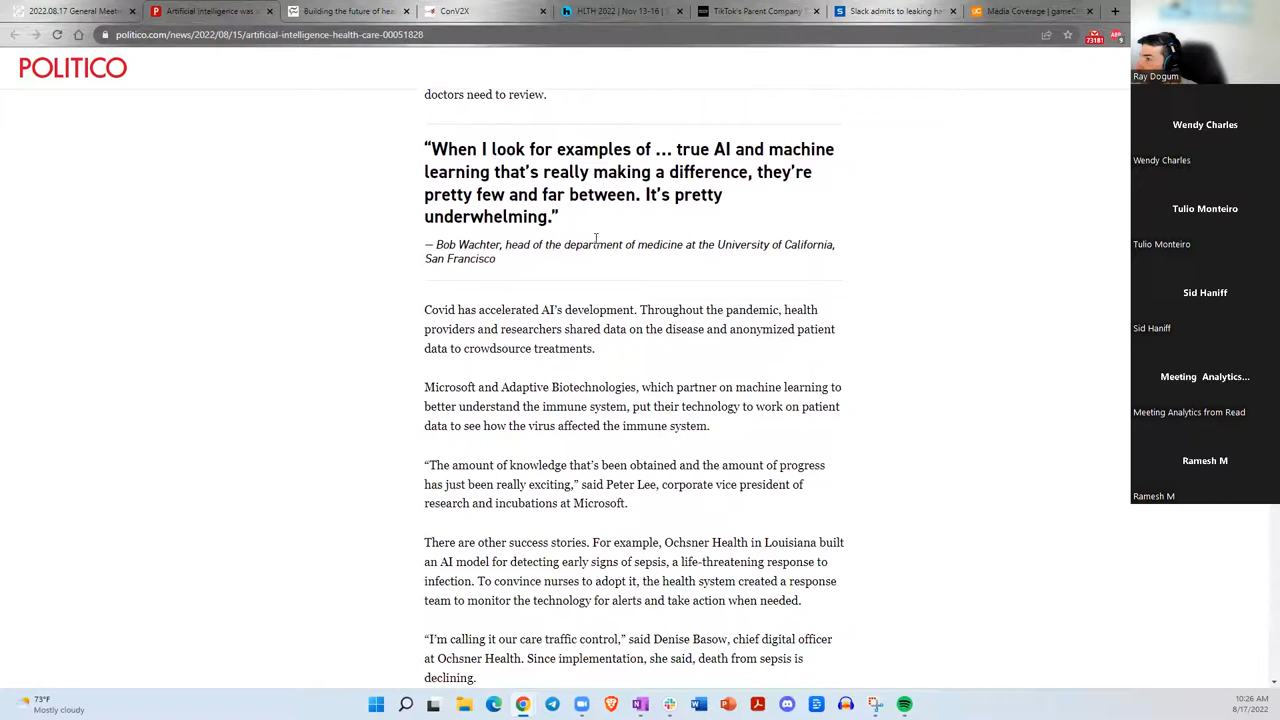 2022.08.17 General Meeting
Artificial intelligence was s
Building the future of hea
ConV2X
HLTH 2022 | Nov 13-16 |
TikTok's Parent Company
Slack admits to leaking ha
Media Coverage | gameC
politico.com/news/2022/08/15/artificial-intelligence-health-care-00051828
73181
9
POLITICO
doctors need to review.
“When I look for examples of … true AI and machine
learning that’s really making a difference, they’re
pretty few and far between. It’s pretty
underwhelming.”
— Bob Wachter, head of the department of medicine at the University of California,
San Francisco
Covid has accelerated AI’s development. Throughout the pandemic, health
providers and researchers shared data on the disease and anonymized patient
data to crowdsource treatments.
Microsoft and Adaptive Biotechnologies, which partner on machine learning to
better understand the immune system, put their technology to work on patient
data to see how the virus affected the immune system.
“The amount of knowledge that’s been obtained and the amount of progress
has just been really exciting,” said Peter Lee, corporate vice president of
research and incubations at Microsoft.
There are other success stories. For example, Ochsner Health in Louisiana built
an AI model for detecting early signs of sepsis, a life-threatening response to
infection. To convince nurses to adopt it, the health system created a response
team to monitor the technology for alerts and take action when needed.
“I’m calling it our care traffic control,” said Denise Basow, chief digital officer
at Ochsner Health. Since implementation, she said, death from sepsis is
declining.
Ray Dogum
Wendy Charles
Wendy Charles
Tulio Monteiro
Tulio Monteiro
Sid Haniff
Sid Haniff
Meeting Analytics...
Meeting Analytics from Read
Ramesh M
Ramesh M
73°F
Mostly cloudy
10:26 AM
8/17/2022